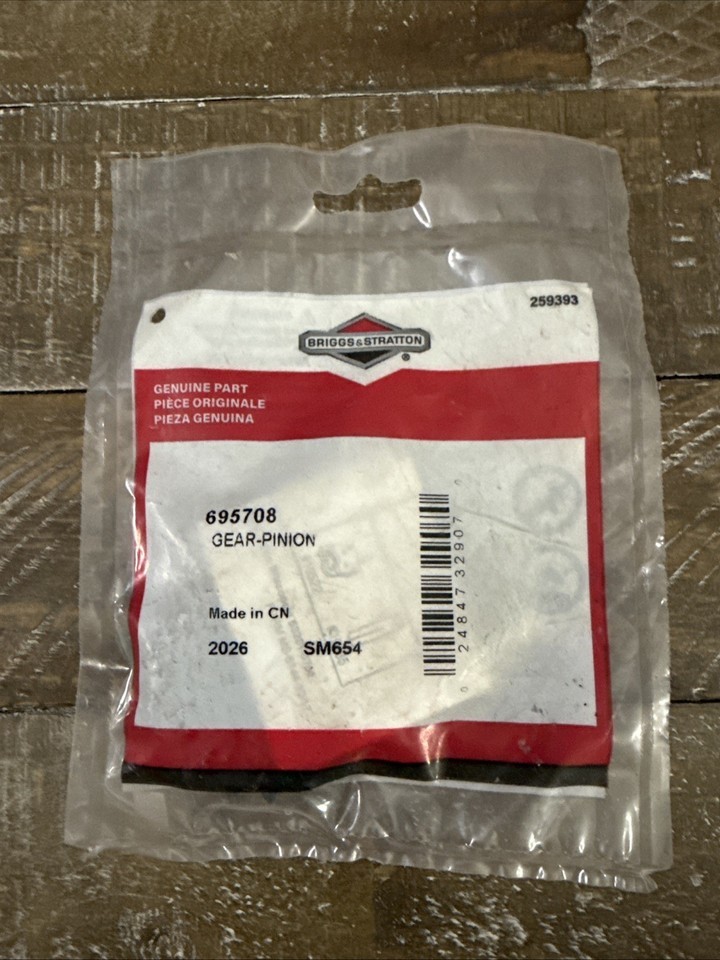 259393
BRIGGS&STRATTON
®
GENUINE PART
PIÈCE ORIGINALE
PIEZA GENUINA
695708
GEAR-PINION
Made in CN
2026 SM654
0 24847 32907 2